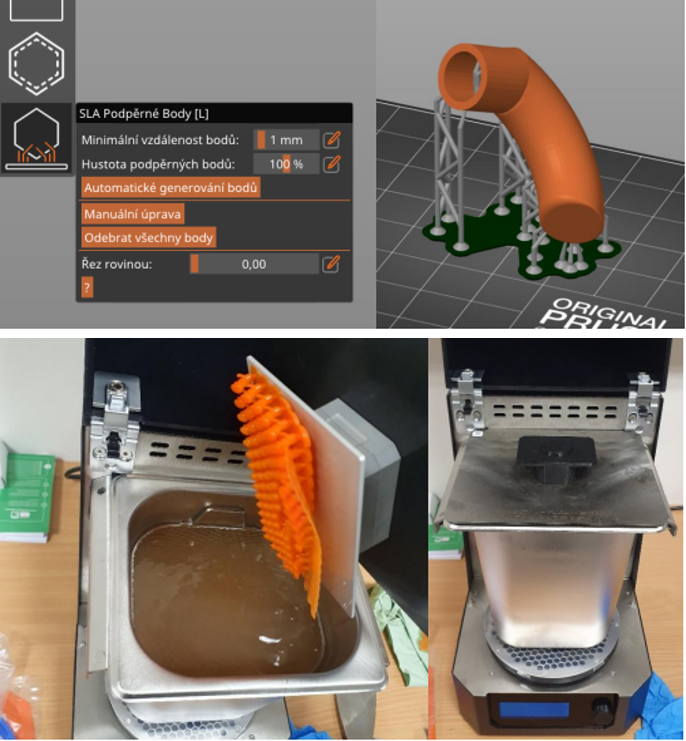 SLA Podpěrné Body [L]
Minimální vzdálenost bodů: 1 mm
Hustota podpěrných bodů: 100 %
Automatické generování bodů
Manuální úprava
Odebrat všechny body
Řez rovinou: 0,00
?
ORIGINAL
PRUS